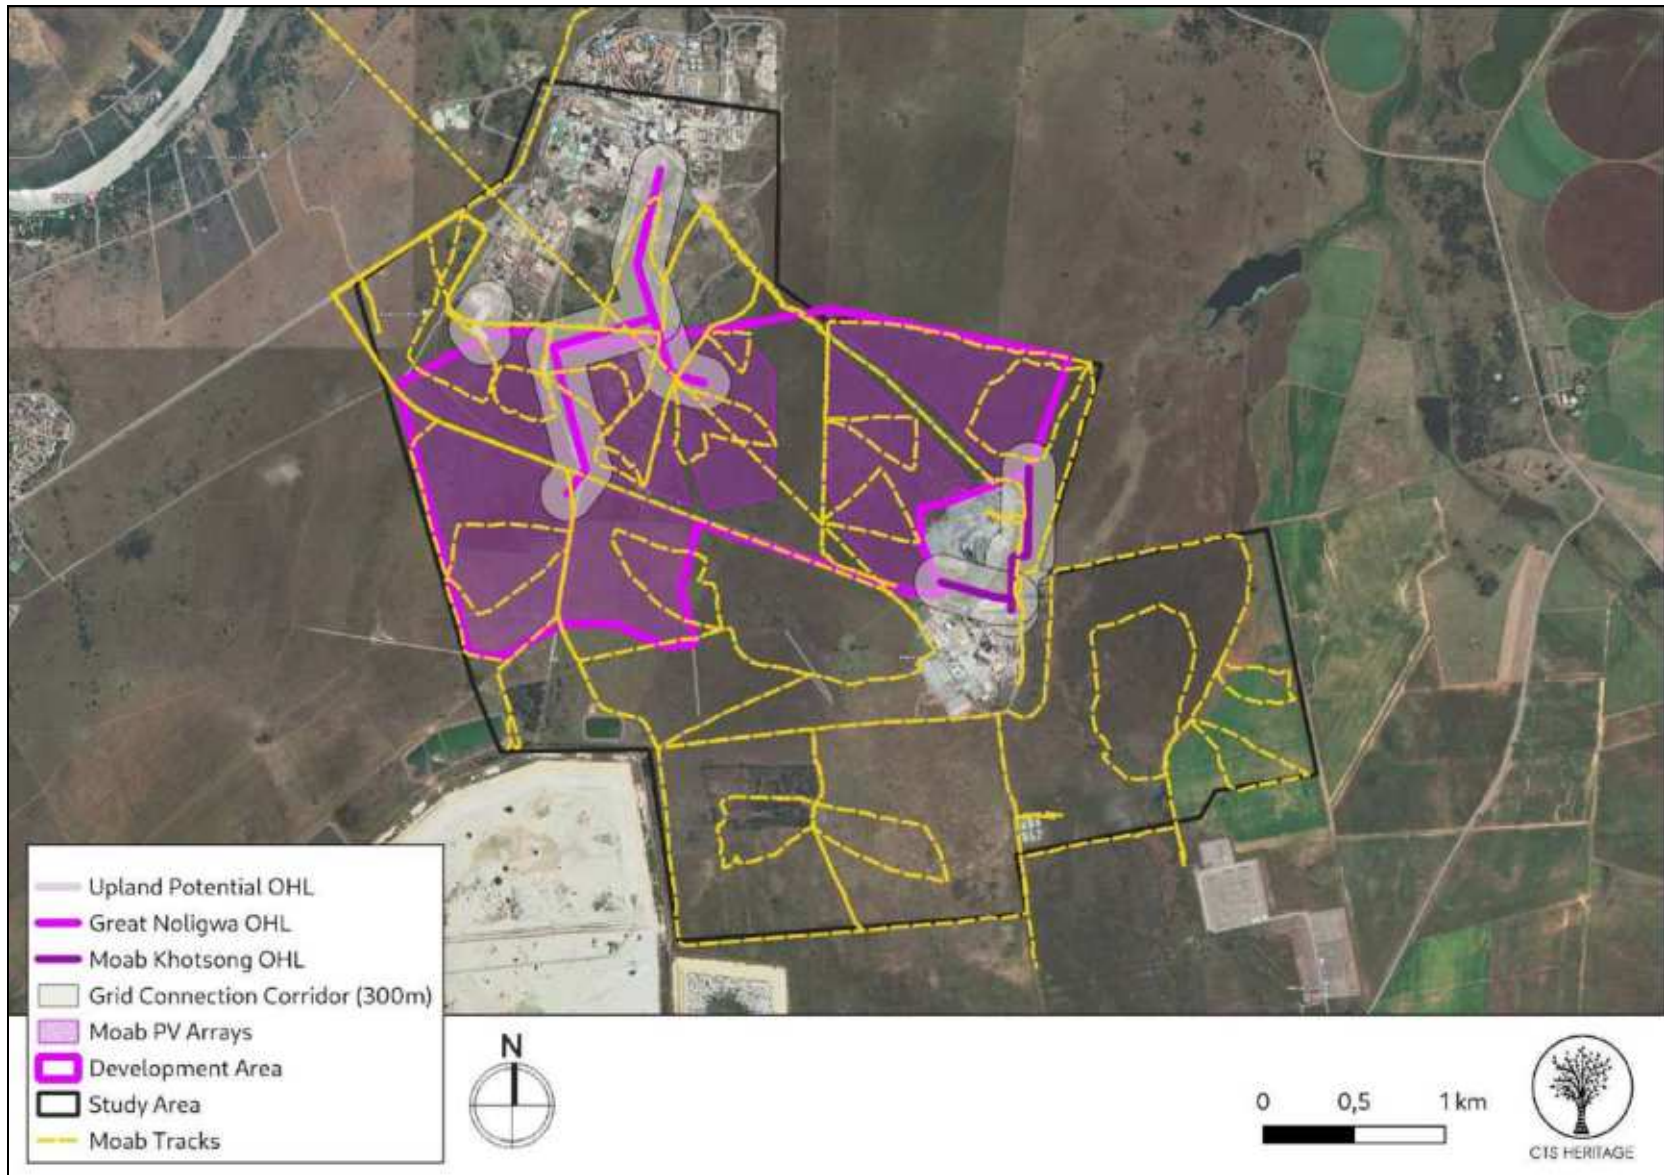 Upland Potential OHL
Great Noligwa OHL
Moab Khotsong OHL
Grid Connection Corridor (300m)
Moab PV Arrays
Development Area
Study Area
Moab Tracks
N
0 0,5 1 km
CTS HERITAGE